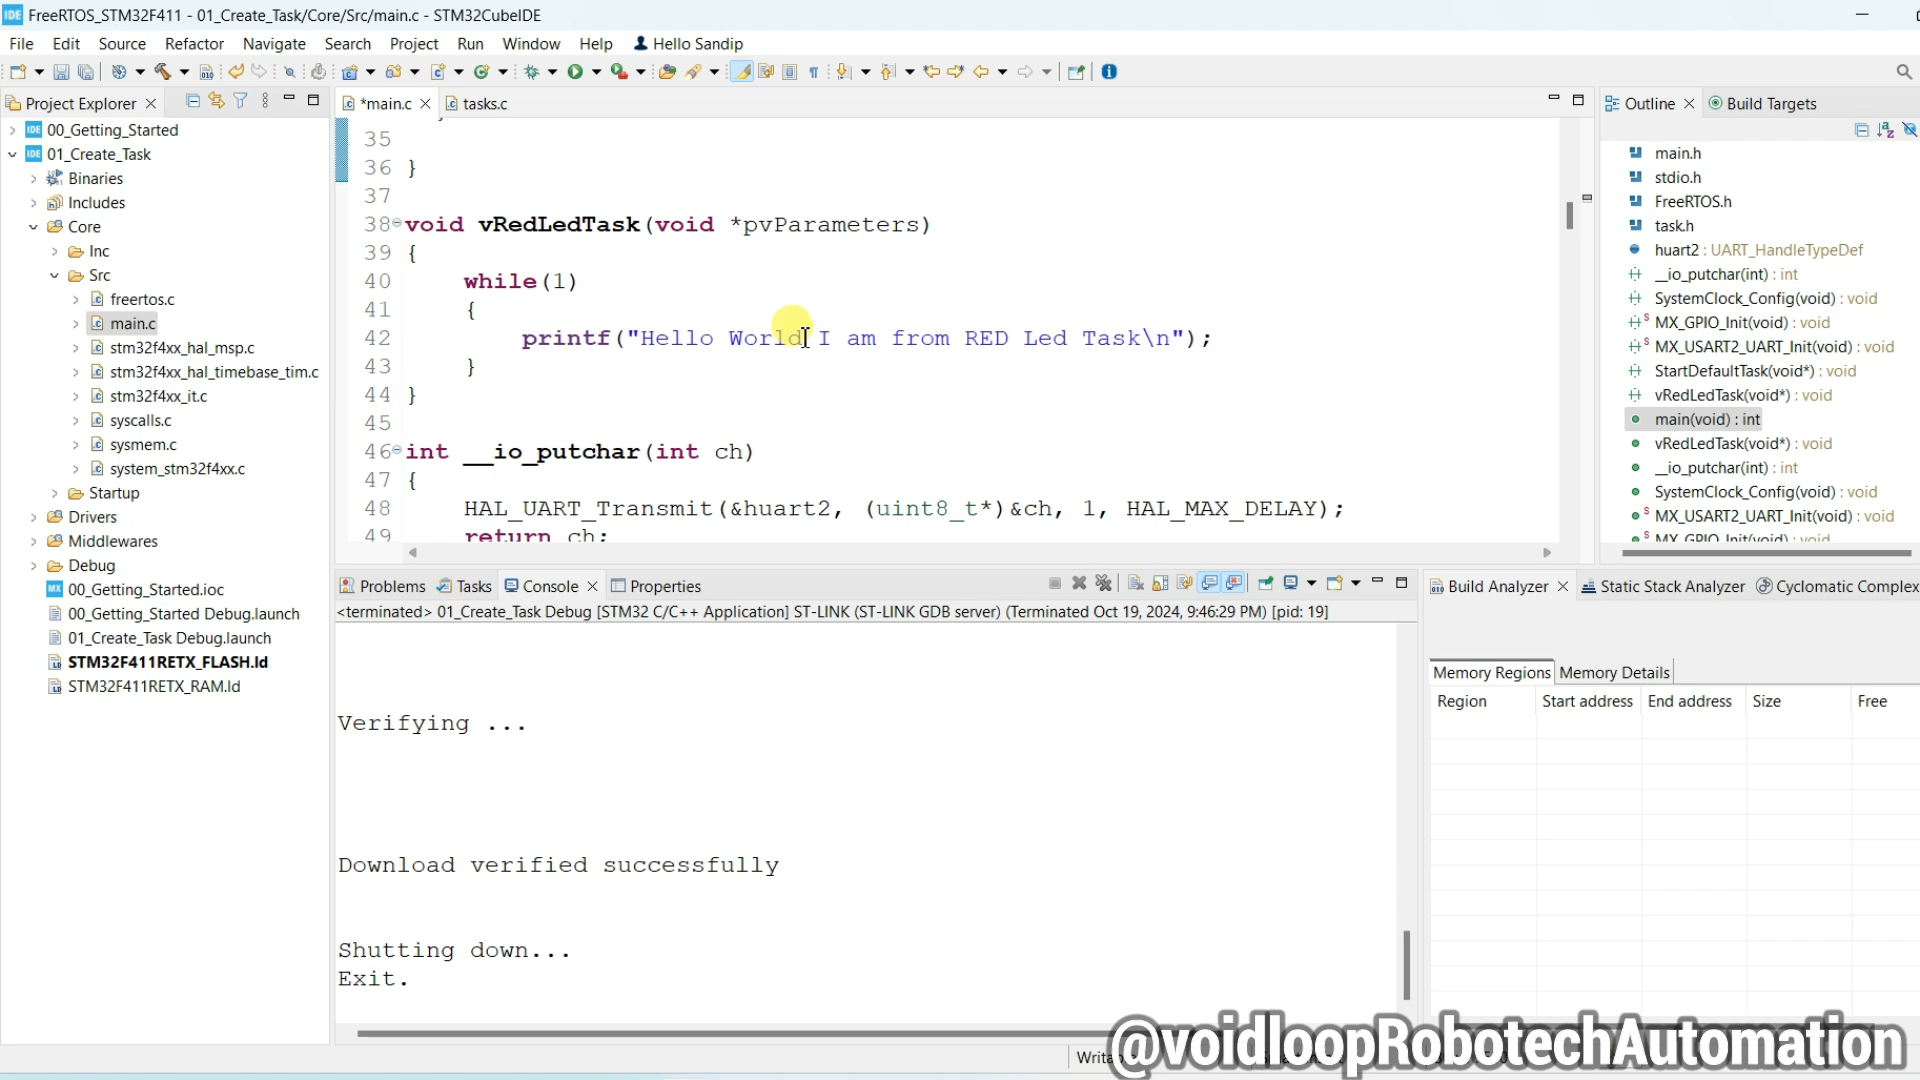 IDE FreeRTOS_STM32F411 - 01_Create_Task/Core/Src/main.c - STM32CubeIDE
File Edit Source Refactor Navigate Search Project Run Window Help Hello Sandip
Project Explorer
*main.c tasks.c
Outline Build Targets
00_Getting_Started
01_Create_Task
Binaries
Includes
Core
Inc
Src
freertos.c
main.c
stm32f4xx_hal_msp.c
stm32f4xx_hal_timebase_tim.c
stm32f4xx_it.c
syscalls.c
sysmem.c
system_stm32f4xx.c
Startup
Drivers
Middlewares
Debug
00_Getting_Started.ioc
00_Getting_Started Debug.launch
01_Create_Task Debug.launch
STM32F411RETX_FLASH.ld
STM32F411RETX_RAM.ld
35
36 }
37
38 void vRedLedTask(void *pvParameters)
39 {
40 while(1)
41 {
42 printf("Hello World I am from RED Led Task\n");
43 }
44 }
45
46 int __io_putchar(int ch)
47 {
48 HAL_UART_Transmit(&huart2, (uint8_t*)&ch, 1, HAL_MAX_DELAY);
49 return ch;
main.h
stdio.h
FreeRTOS.h
task.h
huart2 : UART_HandleTypeDef
__io_putchar(int) : int
SystemClock_Config(void) : void
MX_GPIO_Init(void) : void
MX_USART2_UART_Init(void) : void
StartDefaultTask(void*) : void
vRedLedTask(void*) : void
main(void) : int
vRedLedTask(void*) : void
__io_putchar(int) : int
SystemClock_Config(void) : void
MX_USART2_UART_Init(void) : void
MX_GPIO_Init(void) : void
Problems Tasks Console Properties
<terminated> 01_Create_Task Debug [STM32 C/C++ Application] ST-LINK (ST-LINK GDB server) (Terminated Oct 19, 2024, 9:46:29 PM) [pid: 19]
Verifying ...
Download verified successfully
Shutting down...
Exit.
Build Analyzer Static Stack Analyzer Cyclomatic Complex
Memory Regions Memory Details
Region Start address End address Size Free
@voidloopRobotechAutomation